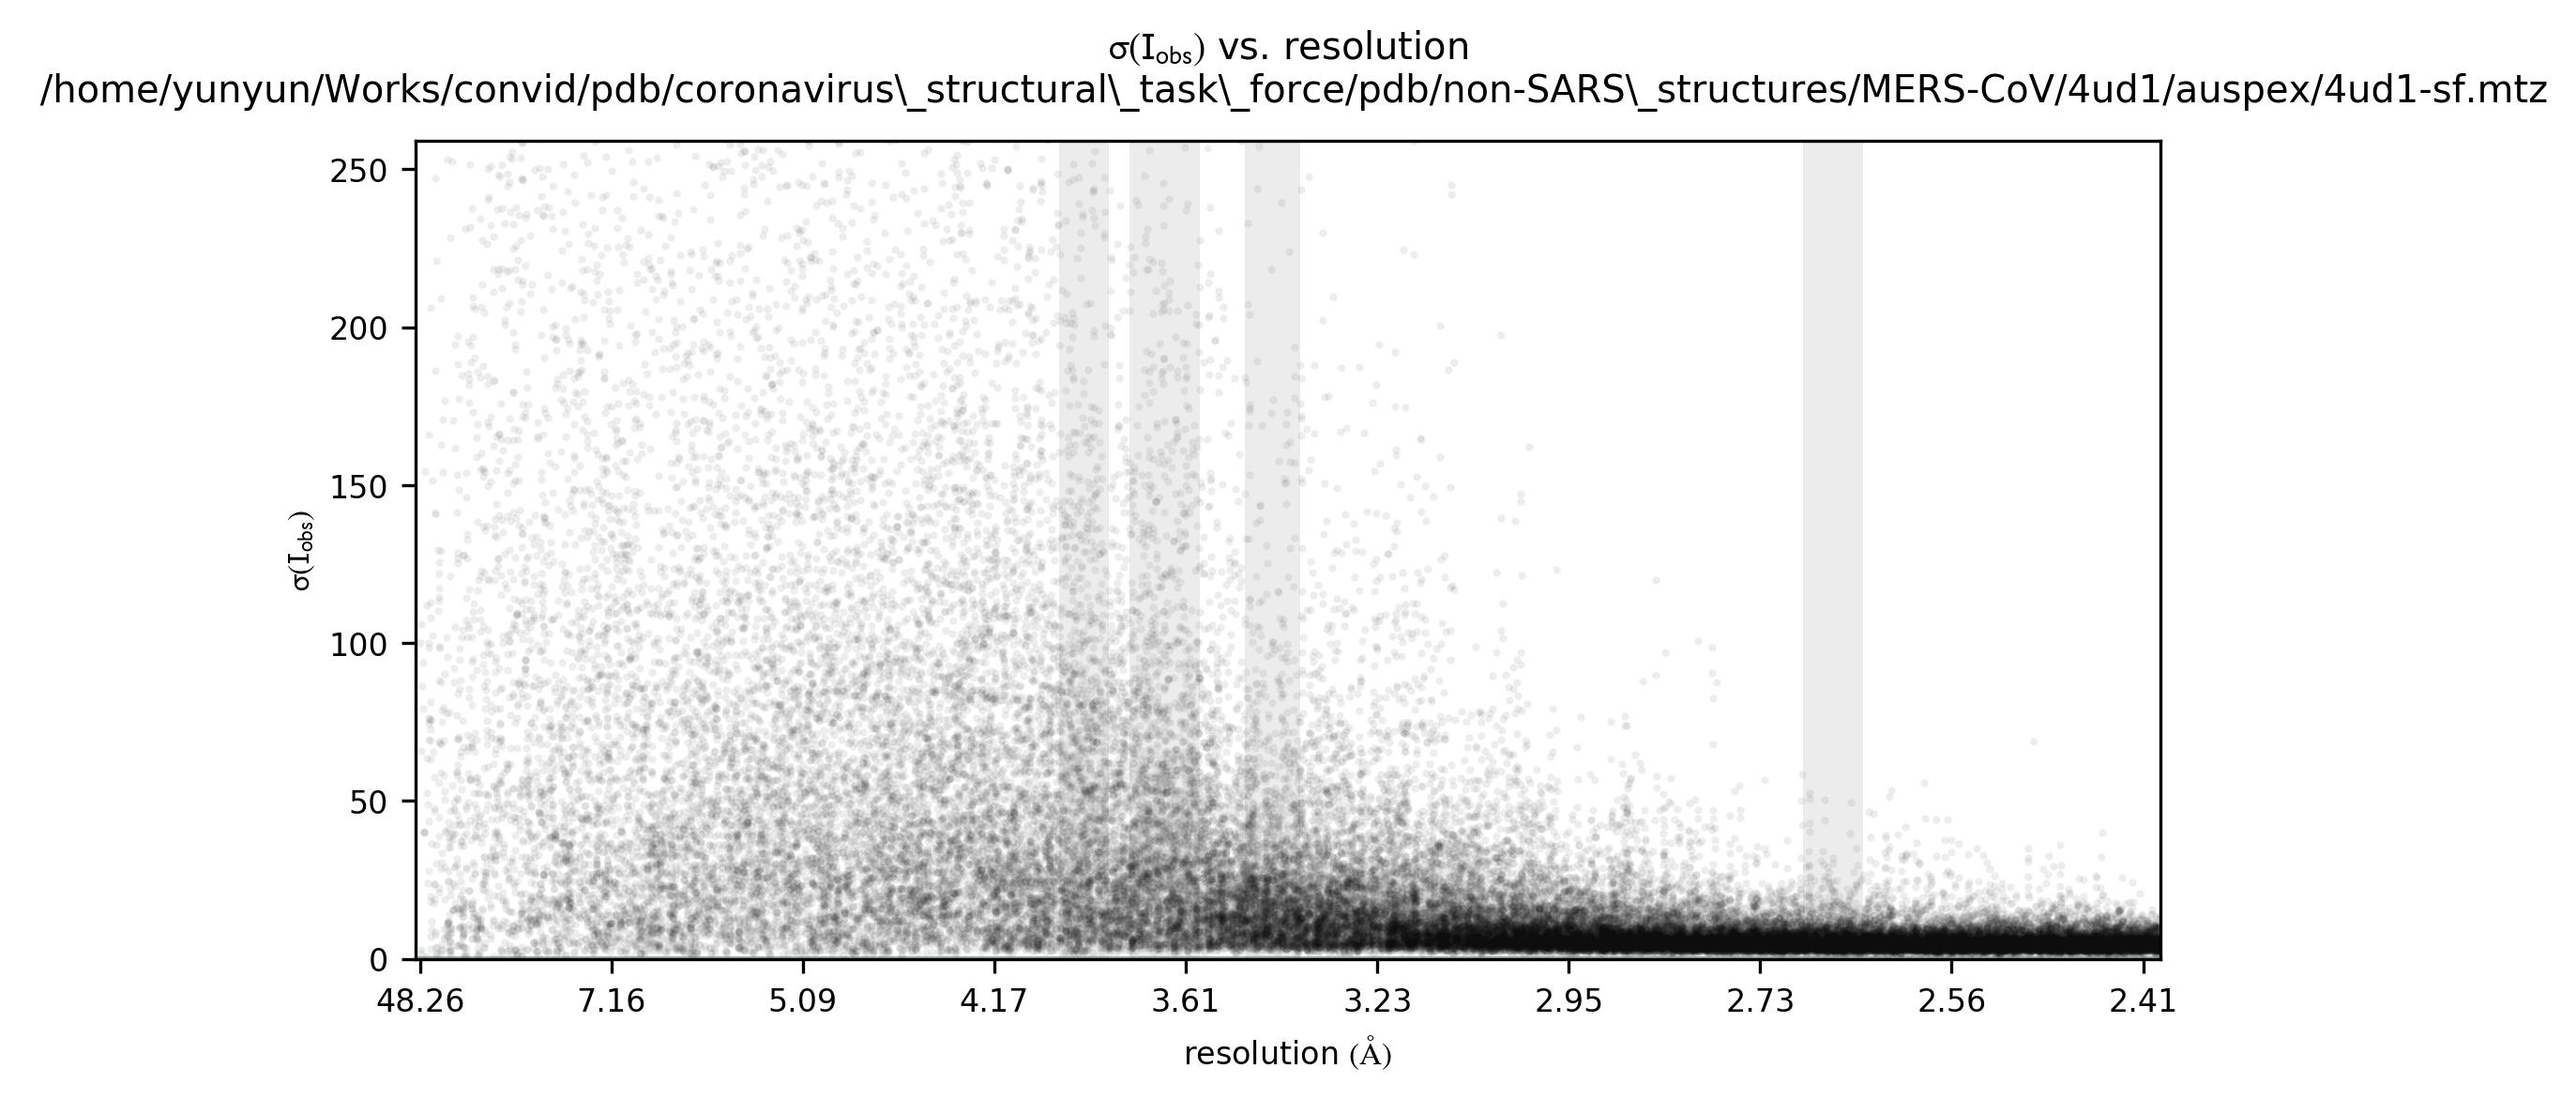 σ(I_obs) vs. resolution
/home/yunyun/Works/convid/pdb/coronavirus\_structural\_task\_force/pdb/non-SARS\_structures/MERS-CoV/4ud1/auspex/4ud1-sf.mtz
250
200
150
100
50
0
σ(I_obs)
48.26 7.16 5.09 4.17 3.61 3.23 2.95 2.73 2.56 2.41
resolution (Å)